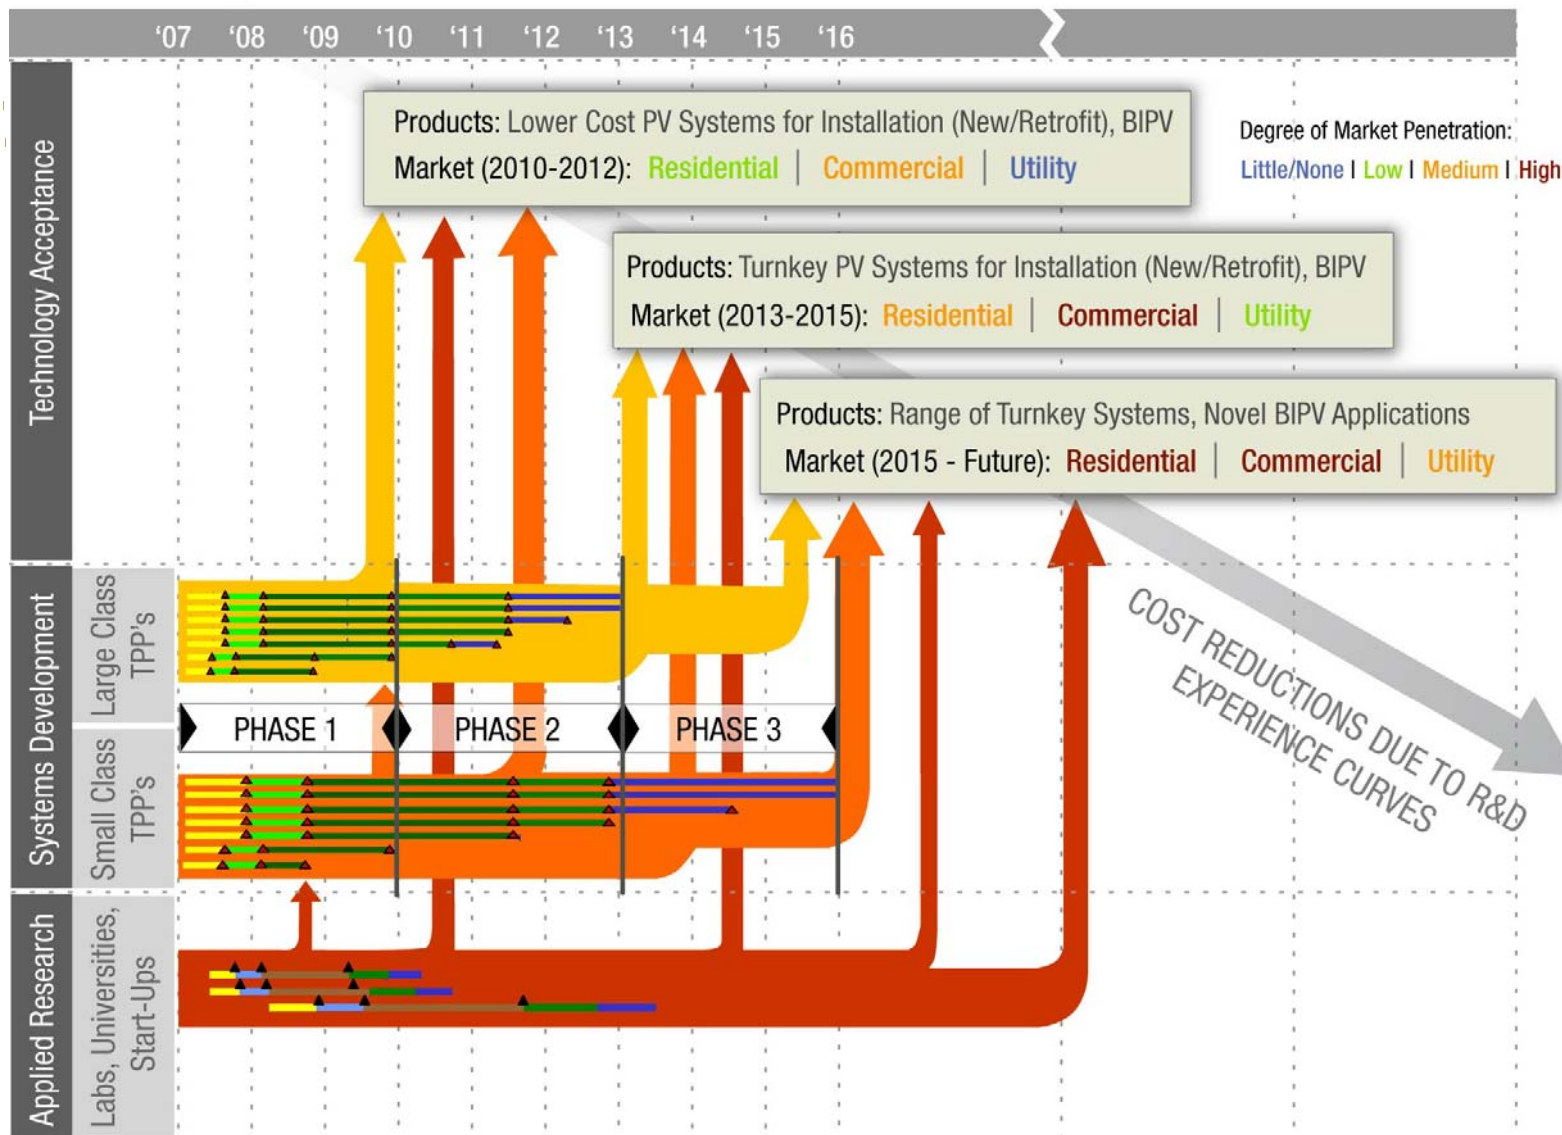 ‘07 ‘08 ‘09 ‘10 ‘11 ‘12 ‘13 ‘14 ‘15 ‘16
Technology Acceptance
Products: Lower Cost PV Systems for Installation (New/Retrofit), BIPV
Market (2010-2012): Residential | Commercial | Utility
Degree of Market Penetration:
Little/None | Low | Medium | High
Products: Turnkey PV Systems for Installation (New/Retrofit), BIPV
Market (2013-2015): Residential | Commercial | Utility
Products: Range of Turnkey Systems, Novel BIPV Applications
Market (2015 - Future): Residential | Commercial | Utility
COST REDUCTIONS DUE TO R&D
EXPERIENCE CURVES
Systems Development
Large Class
TPP's
PHASE 1 PHASE 2 PHASE 3
Small Class
TPP's
Applied Research
Labs, Universities,
Start-Ups